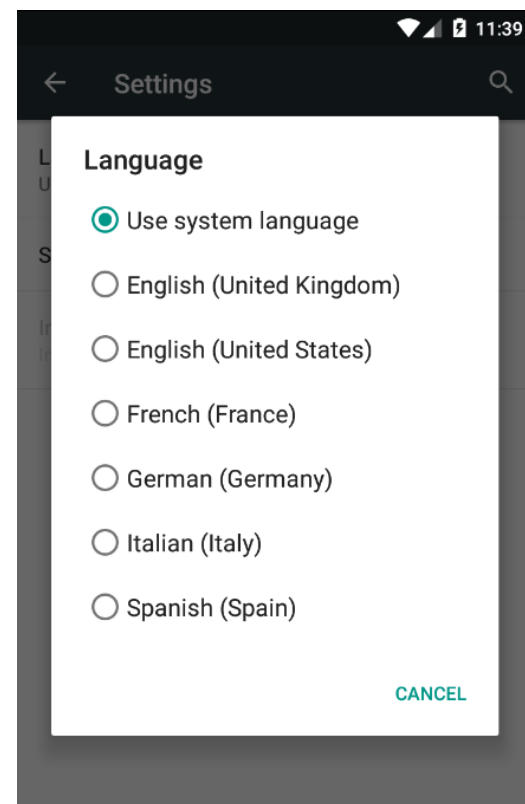 11:39
Settings
Language
Use system language
English (United Kingdom)
English (United States)
French (France)
German (Germany)
Italian (Italy)
Spanish (Spain)
CANCEL